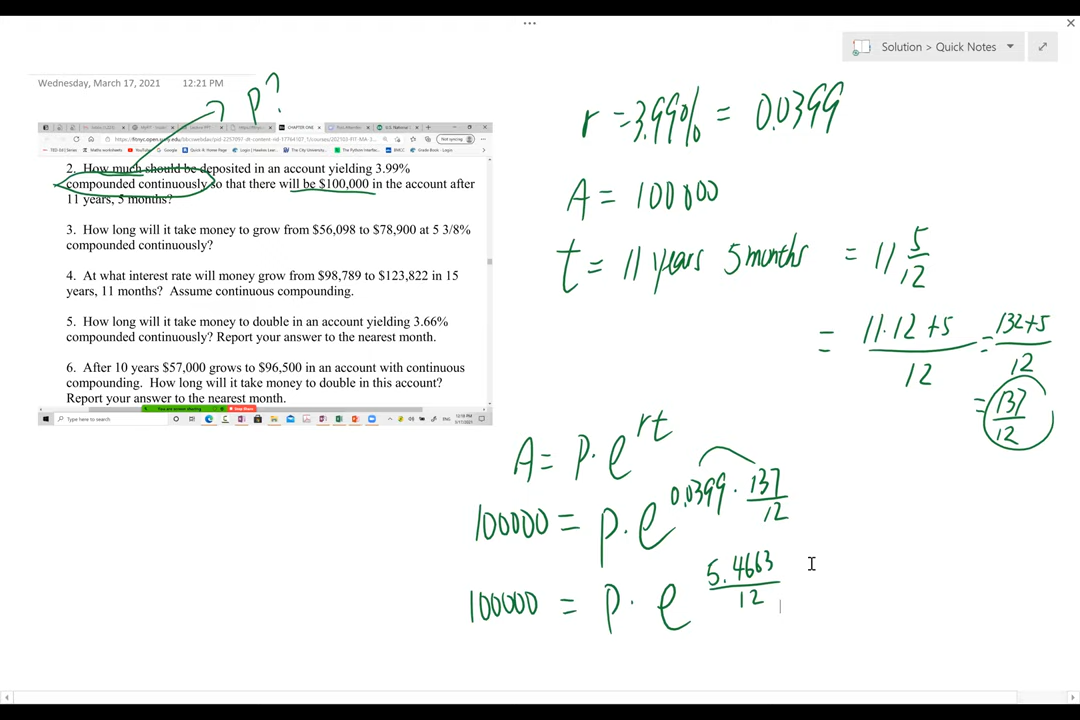 Solution > Quick Notes
Wednesday, March 17, 2021 12:21 PM
P?
r = 3.99% = 0.0399
2. How much should be deposited in an account yielding 3.99%
compounded continuously so that there will be $100,000 in the account after
11 years, 5 months?
A = 100000
3. How long will it take money to grow from $56,098 to $78,900 at 5 3/8%
compounded continuously?
t = 11 years 5 months = 11 5/12
4. At what interest rate will money grow from $98,789 to $123,822 in 15
years, 11 months? Assume continuous compounding.
5. How long will it take money to double in an account yielding 3.66%
compounded continuously? Report your answer to the nearest month.
= 11·12+5/12 = 132+5/12
= 137/12
6. After 10 years $57,000 grows to $96,500 in an account with continuous
compounding. How long will it take money to double in this account?
Report your answer to the nearest month.
Type here to search
A = P·e^rt
100000 = P·e^0.0399·137/12
100000 = P·e^5.4663/12